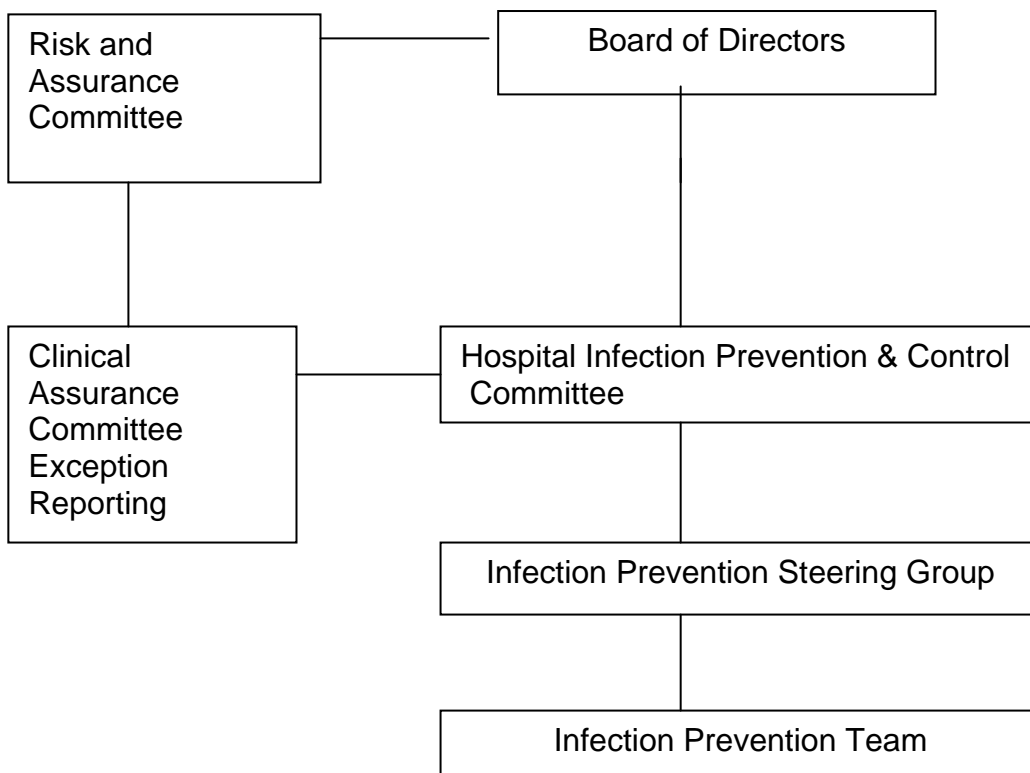 Risk and
Assurance
Committee
Board of Directors
Clinical
Assurance
Committee
Exception
Reporting
Hospital Infection Prevention & Control
Committee
Infection Prevention Steering Group
Infection Prevention Team